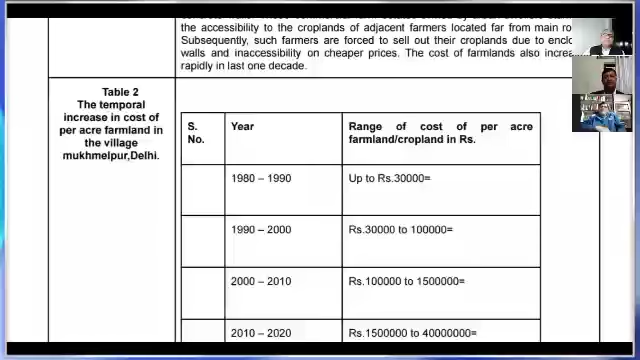 the accessibility to the croplands of adjacent farmers located far from main
Subsequently, such farmers are forced to sell out their croplands due to
walls and inaccessibility on cheaper prices. The cost of farmlands also
rapidly in last one decade.
Table 2
The temporal
increase in cost of
per acre farmland in
the village
mukhmelpur,Delhi.
S. No.
Year
Range of cost of per acre farmland/cropland in Rs.
1980 – 1990
Up to Rs.30000=
1990 – 2000
Rs.30000 to 100000=
2000 – 2010
Rs.100000 to 1500000=
2010 – 2020
Rs.1500000 to 40000000=